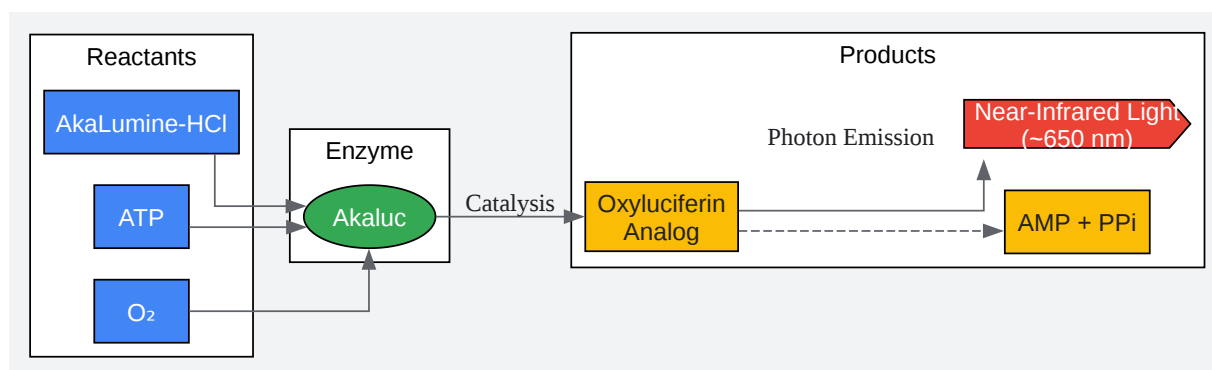 Reactants
AkaLumine-HCl
ATP
O₂
Enzyme
Akaluc
Catalysis
Products
Oxyluciferin
Analog
Photon Emission
Near-Infrared Light
(~650 nm)
AMP + PPi